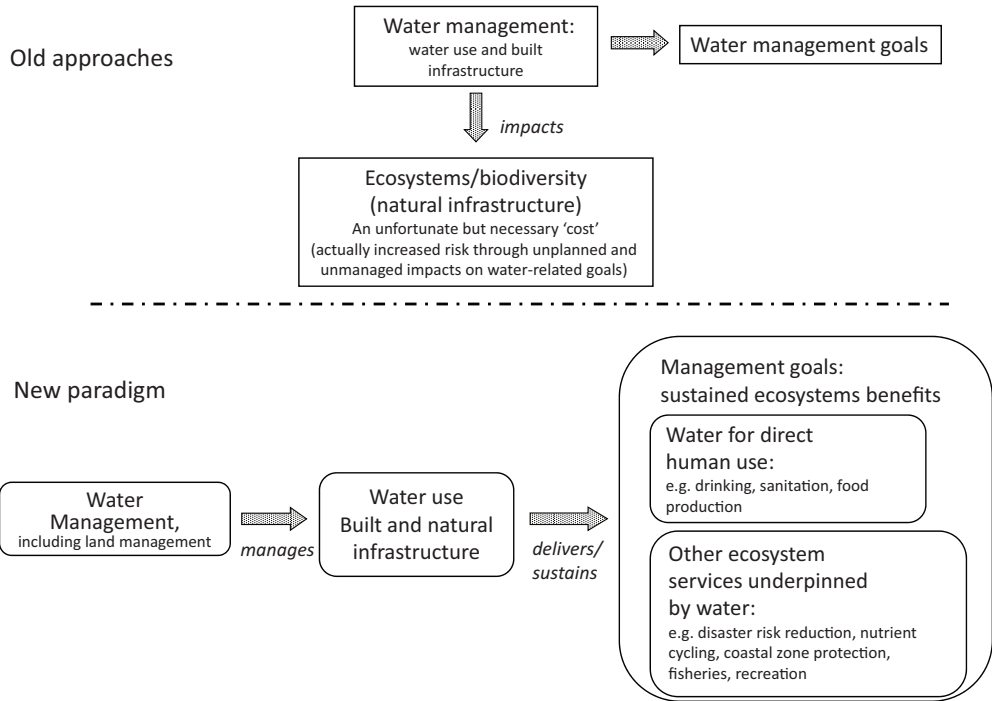 Old approaches
Water management:
water use and built
infrastructure
Water management goals
impacts
Ecosystems/biodiversity
(natural infrastructure)
An unfortunate but necessary ‘cost’
(actually increased risk through unplanned and
unmanaged impacts on water-related goals)
New paradigm
Water
Management,
including land management
manages
Water use
Built and natural
infrastructure
delivers/
sustains
Management goals:
sustained ecosystems benefits
Water for direct
human use:
e.g. drinking, sanitation, food
production
Other ecosystem
services underpinned
by water:
e.g. disaster risk reduction, nutrient
cycling, coastal zone protection,
fisheries, recreation